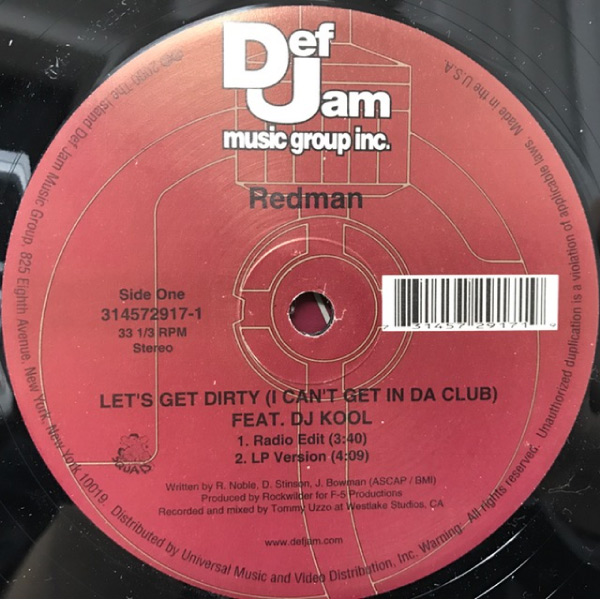 Def
Jam
music group inc.
Redman
Side One
314572917-1
33 1/3 RPM
Stereo
7 31457 29171 9
LET'S GET DIRTY (I CAN'T GET IN DA CLUB)
FEAT. DJ KOOL
1. Radio Edit (3:40)
2. LP Version (4:09)
SQUAD
Written by R. Noble, D. Stinson, J. Bowman (ASCAP / BMI)
Produced by Rockwilder for F-5 Productions
Recorded and mixed by Tommy Uzzo at Westlake Studios, CA
www.defjam.com
The Island Def Jam Music Group, 825 Eighth Avenue, New York, New York 10019. Distributed by Universal Music and Video Distribution, Inc. Warning- All rights reserved. Unauthorized duplication is a violation of applicable laws. Made in the U.S.A.